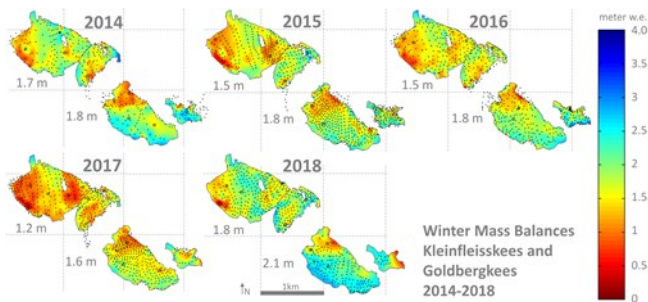 2014
2015
2016
1.7 m
1.8 m
1.5 m
1.8 m
1.5 m
1.8 m
meter w.e.
4.0
3.5
3
2.5
2
1.5
1
0.5
0
2017
2018
1.2 m
1.6 m
1.8 m
2.1 m
N
1km
Winter Mass Balances
Kleinfleisskees and
Goldbergkees
2014-2018